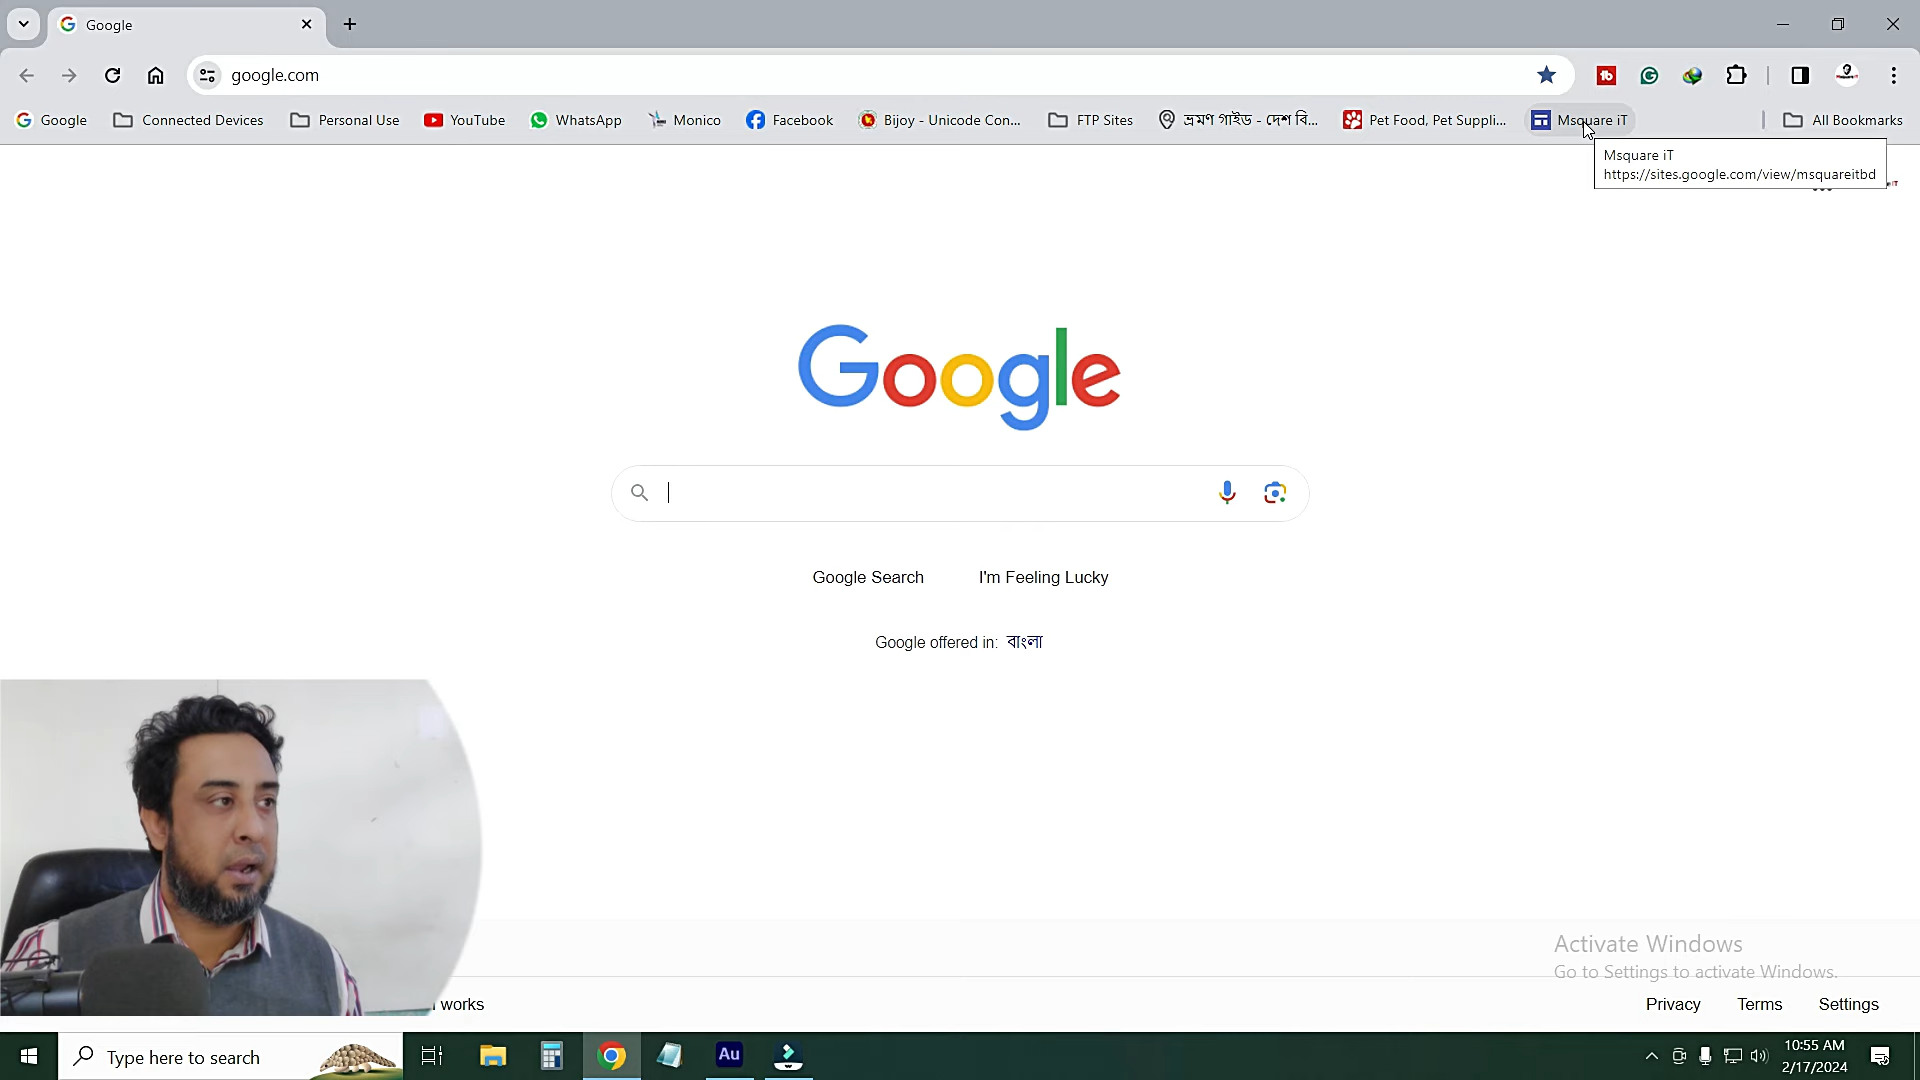 Google
google.com
Google Connected Devices Personal Use YouTube WhatsApp Monico Facebook Bijoy - Unicode Con... FTP Sites ভ্রমণ গাইড - দেশ বি... Pet Food, Pet Suppli... Msquare iT All Bookmarks
Msquare iT
https://sites.google.com/view/msquareitbd
Google
Google Search I'm Feeling Lucky
Google offered in: বাংলা
Activate Windows
Go to Settings to activate Windows.
works Privacy Terms Settings
Type here to search
Au
10:55 AM
2/17/2024